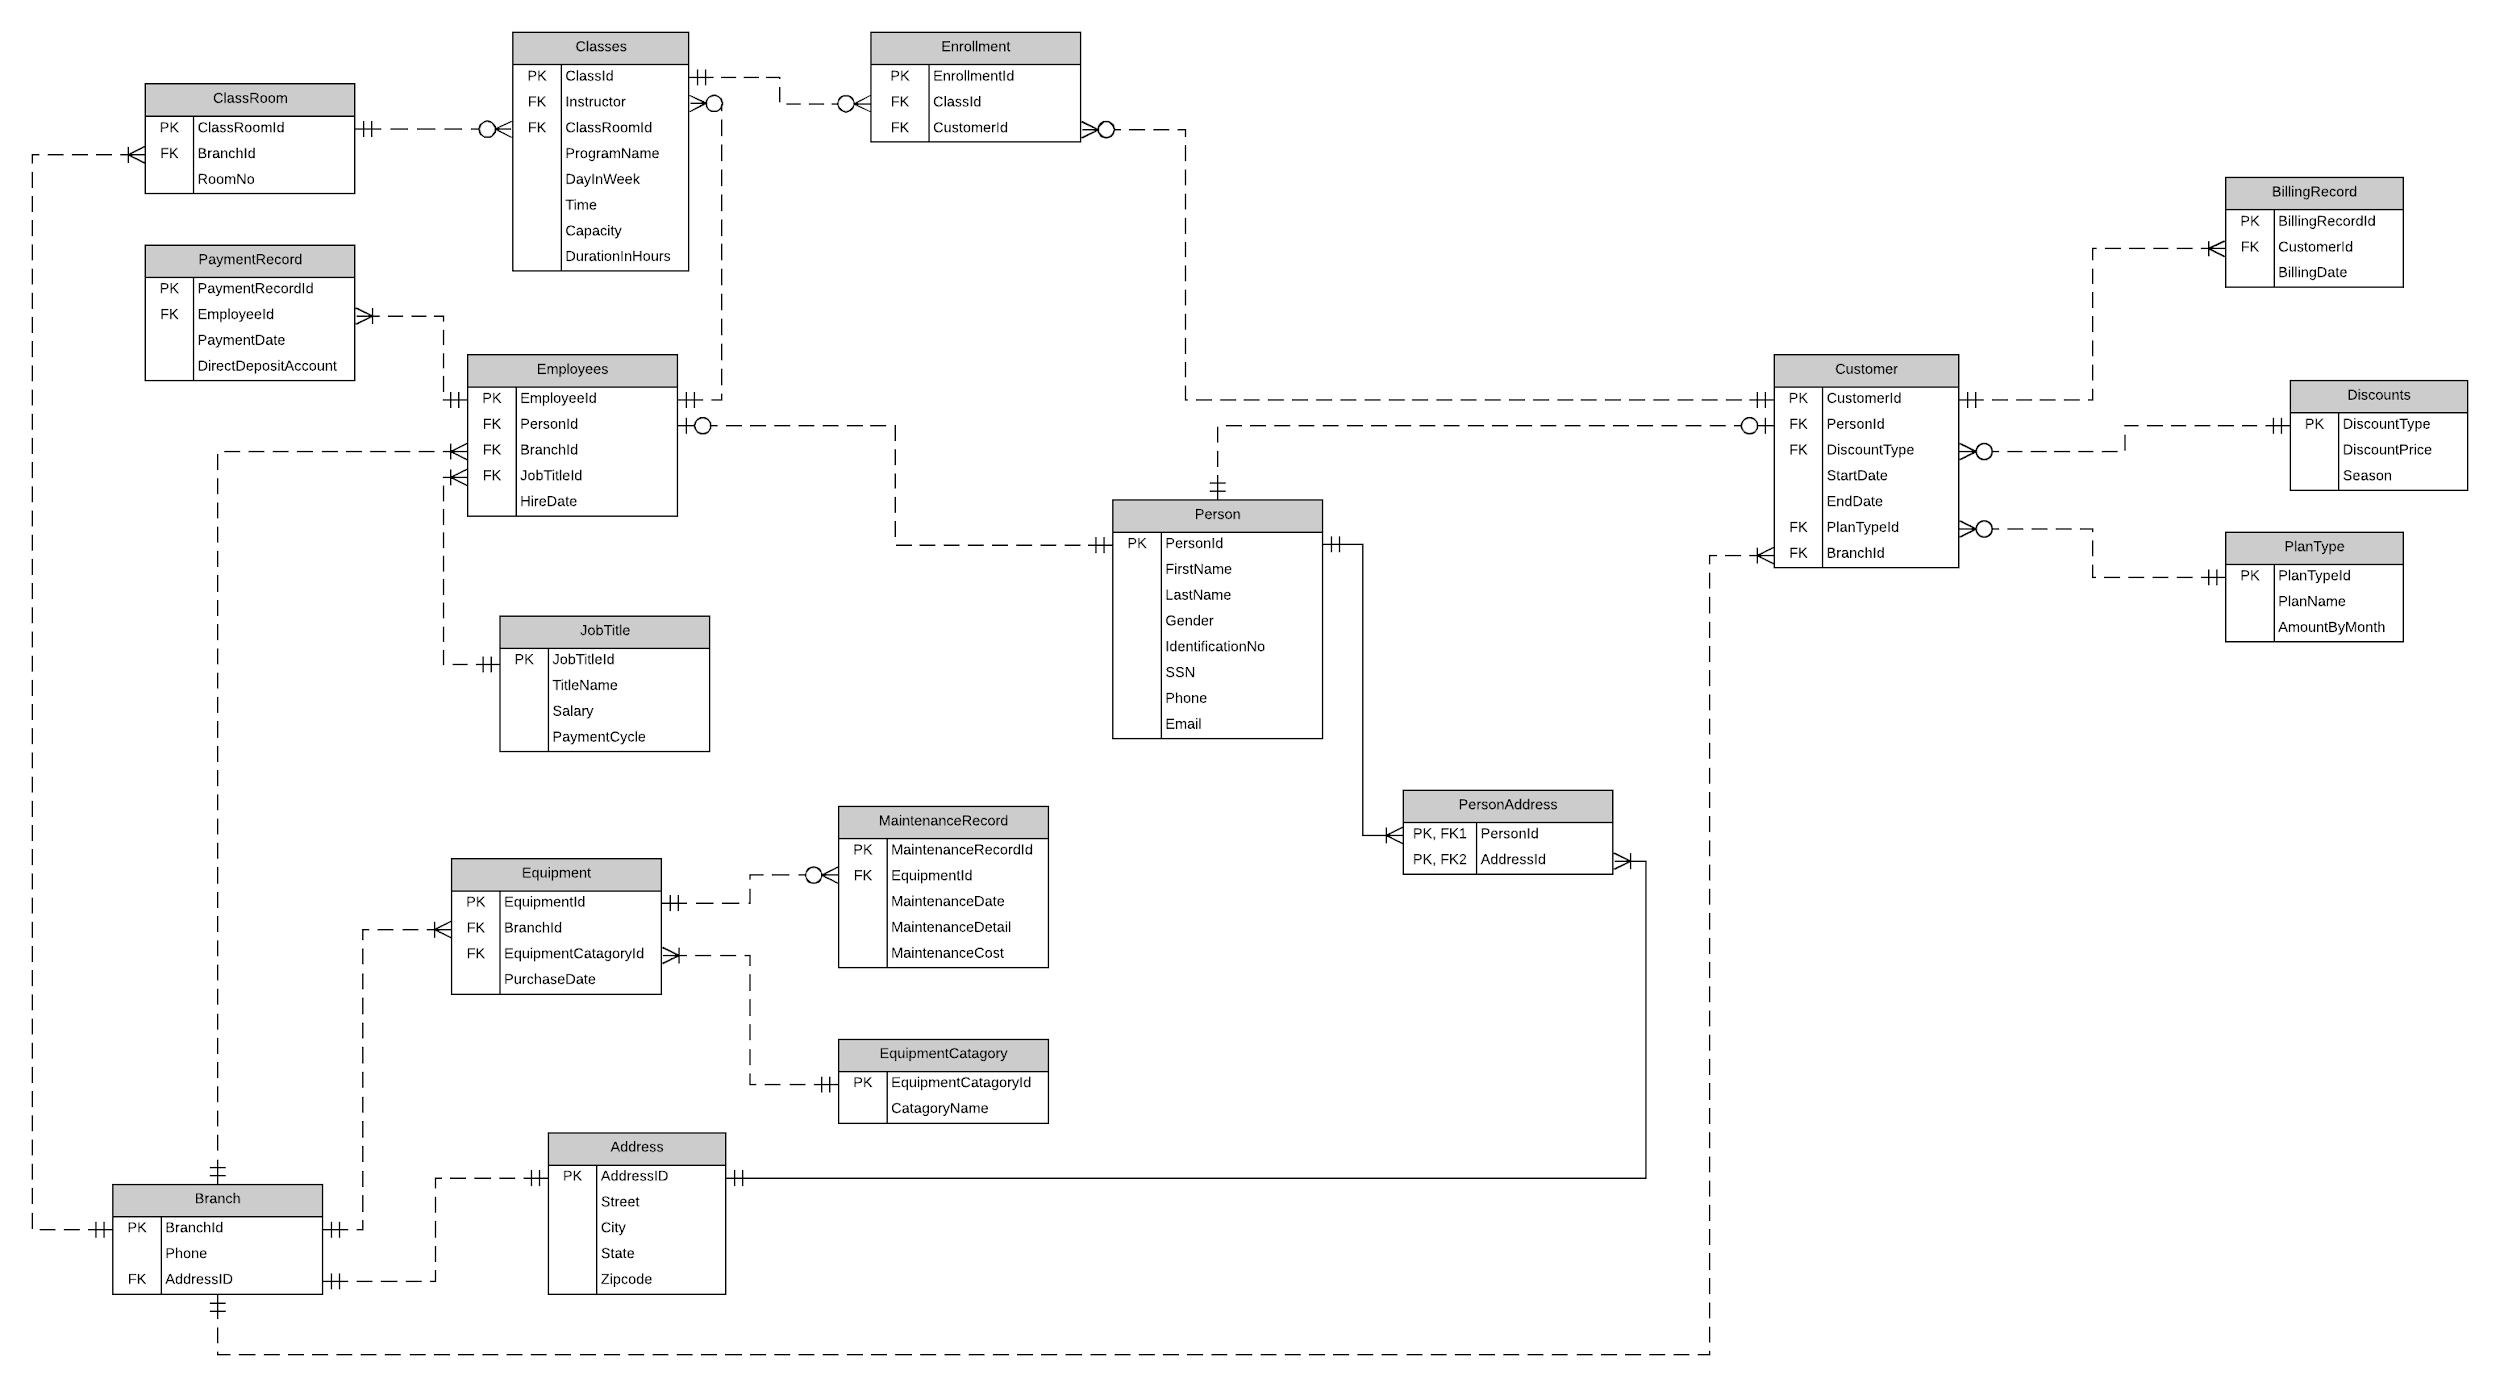 Classes
PK ClassId
FK Instructor
FK ClassRoomId
ProgramName
DayInWeek
Time
Capacity
DurationInHours
Enrollment
PK EnrollmentId
FK ClassId
FK CustomerId
ClassRoom
PK ClassRoomId
FK BranchId
RoomNo
BillingRecord
PK BillingRecordId
FK CustomerId
BillingDate
PaymentRecord
PK PaymentRecordId
FK EmployeeId
PaymentDate
DirectDepositAccount
Employees
PK EmployeeId
FK PersonId
FK BranchId
FK JobTitleId
HireDate
Customer
PK CustomerId
FK PersonId
FK DiscountType
StartDate
EndDate
FK PlanTypeId
FK BranchId
Discounts
PK DiscountType
DiscountPrice
Season
Person
PK PersonId
FirstName
LastName
Gender
IdentificationNo
SSN
Phone
Email
PlanType
PK PlanTypeId
PlanName
AmountByMonth
JobTitle
PK JobTitleId
TitleName
Salary
PaymentCycle
PersonAddress
PK, FK1 PersonId
PK, FK2 AddressId
MaintenanceRecord
PK MaintenanceRecordId
FK EquipmentId
MaintenanceDate
MaintenanceDetail
MaintenanceCost
Equipment
PK EquipmentId
FK BranchId
FK EquipmentCatagoryId
PurchaseDate
EquipmentCatagory
PK EquipmentCatagoryId
CatagoryName
Address
PK AddressID
Street
City
State
Zipcode
Branch
PK BranchId
Phone
FK AddressID